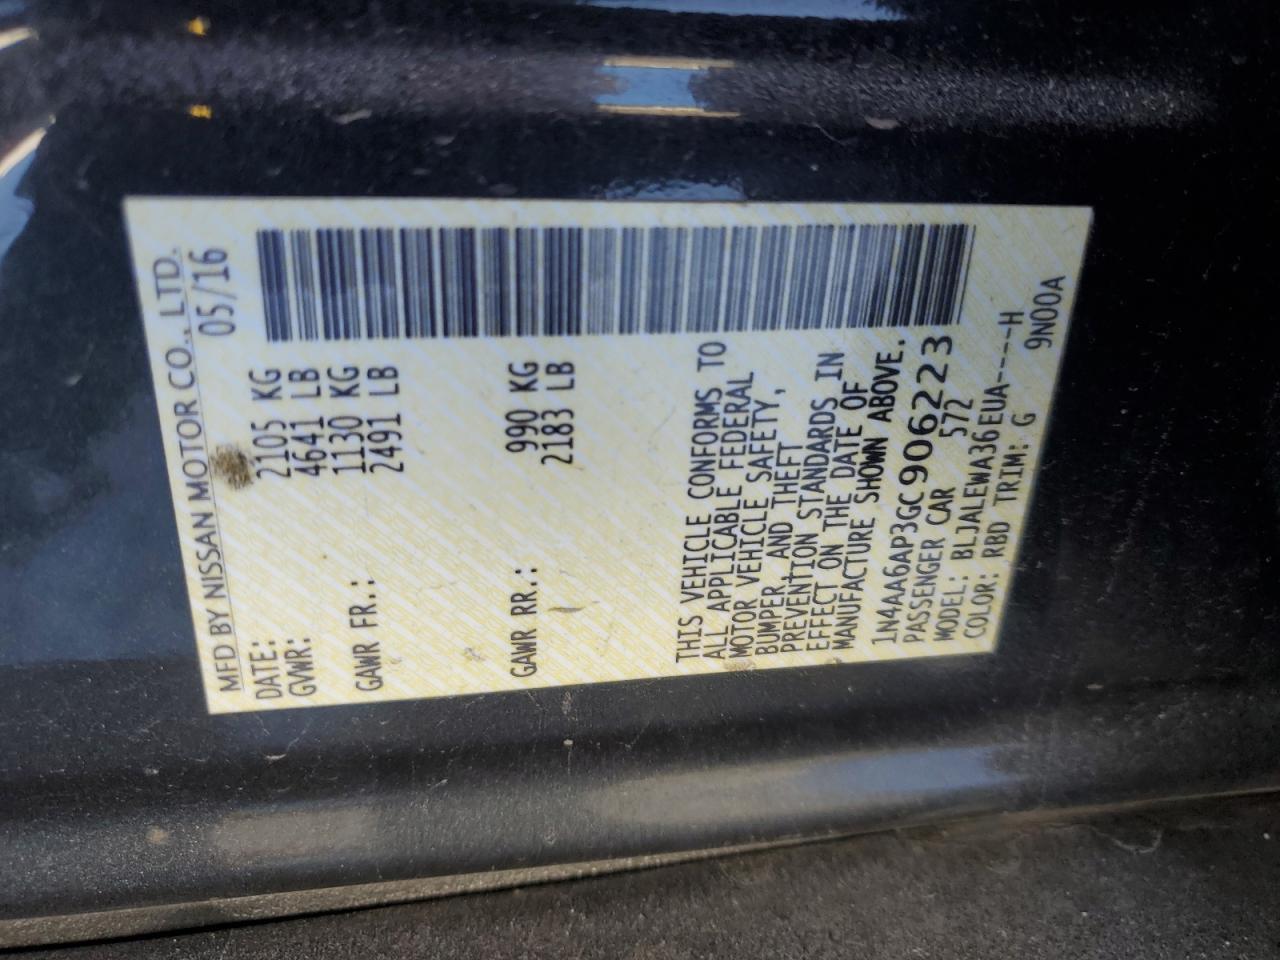 MFD BY NISSAN MOTOR CO., LTD.
DATE: 05/16
GVWR: 2105 KG
4641 LB
GAWR FR.: 1130 KG
2491 LB
GAWR RR.: 990 KG
2183 LB
THIS VEHICLE CONFORMS TO
ALL APPLICABLE FEDERAL
MOTOR VEHICLE SAFETY,
BUMPER, AND THEFT
PREVENTION STANDARDS IN
EFFECT ON THE DATE OF
MANUFACTURE SHOWN ABOVE.
1N4AA6AP3GC906223
PASSENGER CAR 572
MODEL: BLJALEWA36EUA----H
COLOR: RBD TRIM: G 9N00A